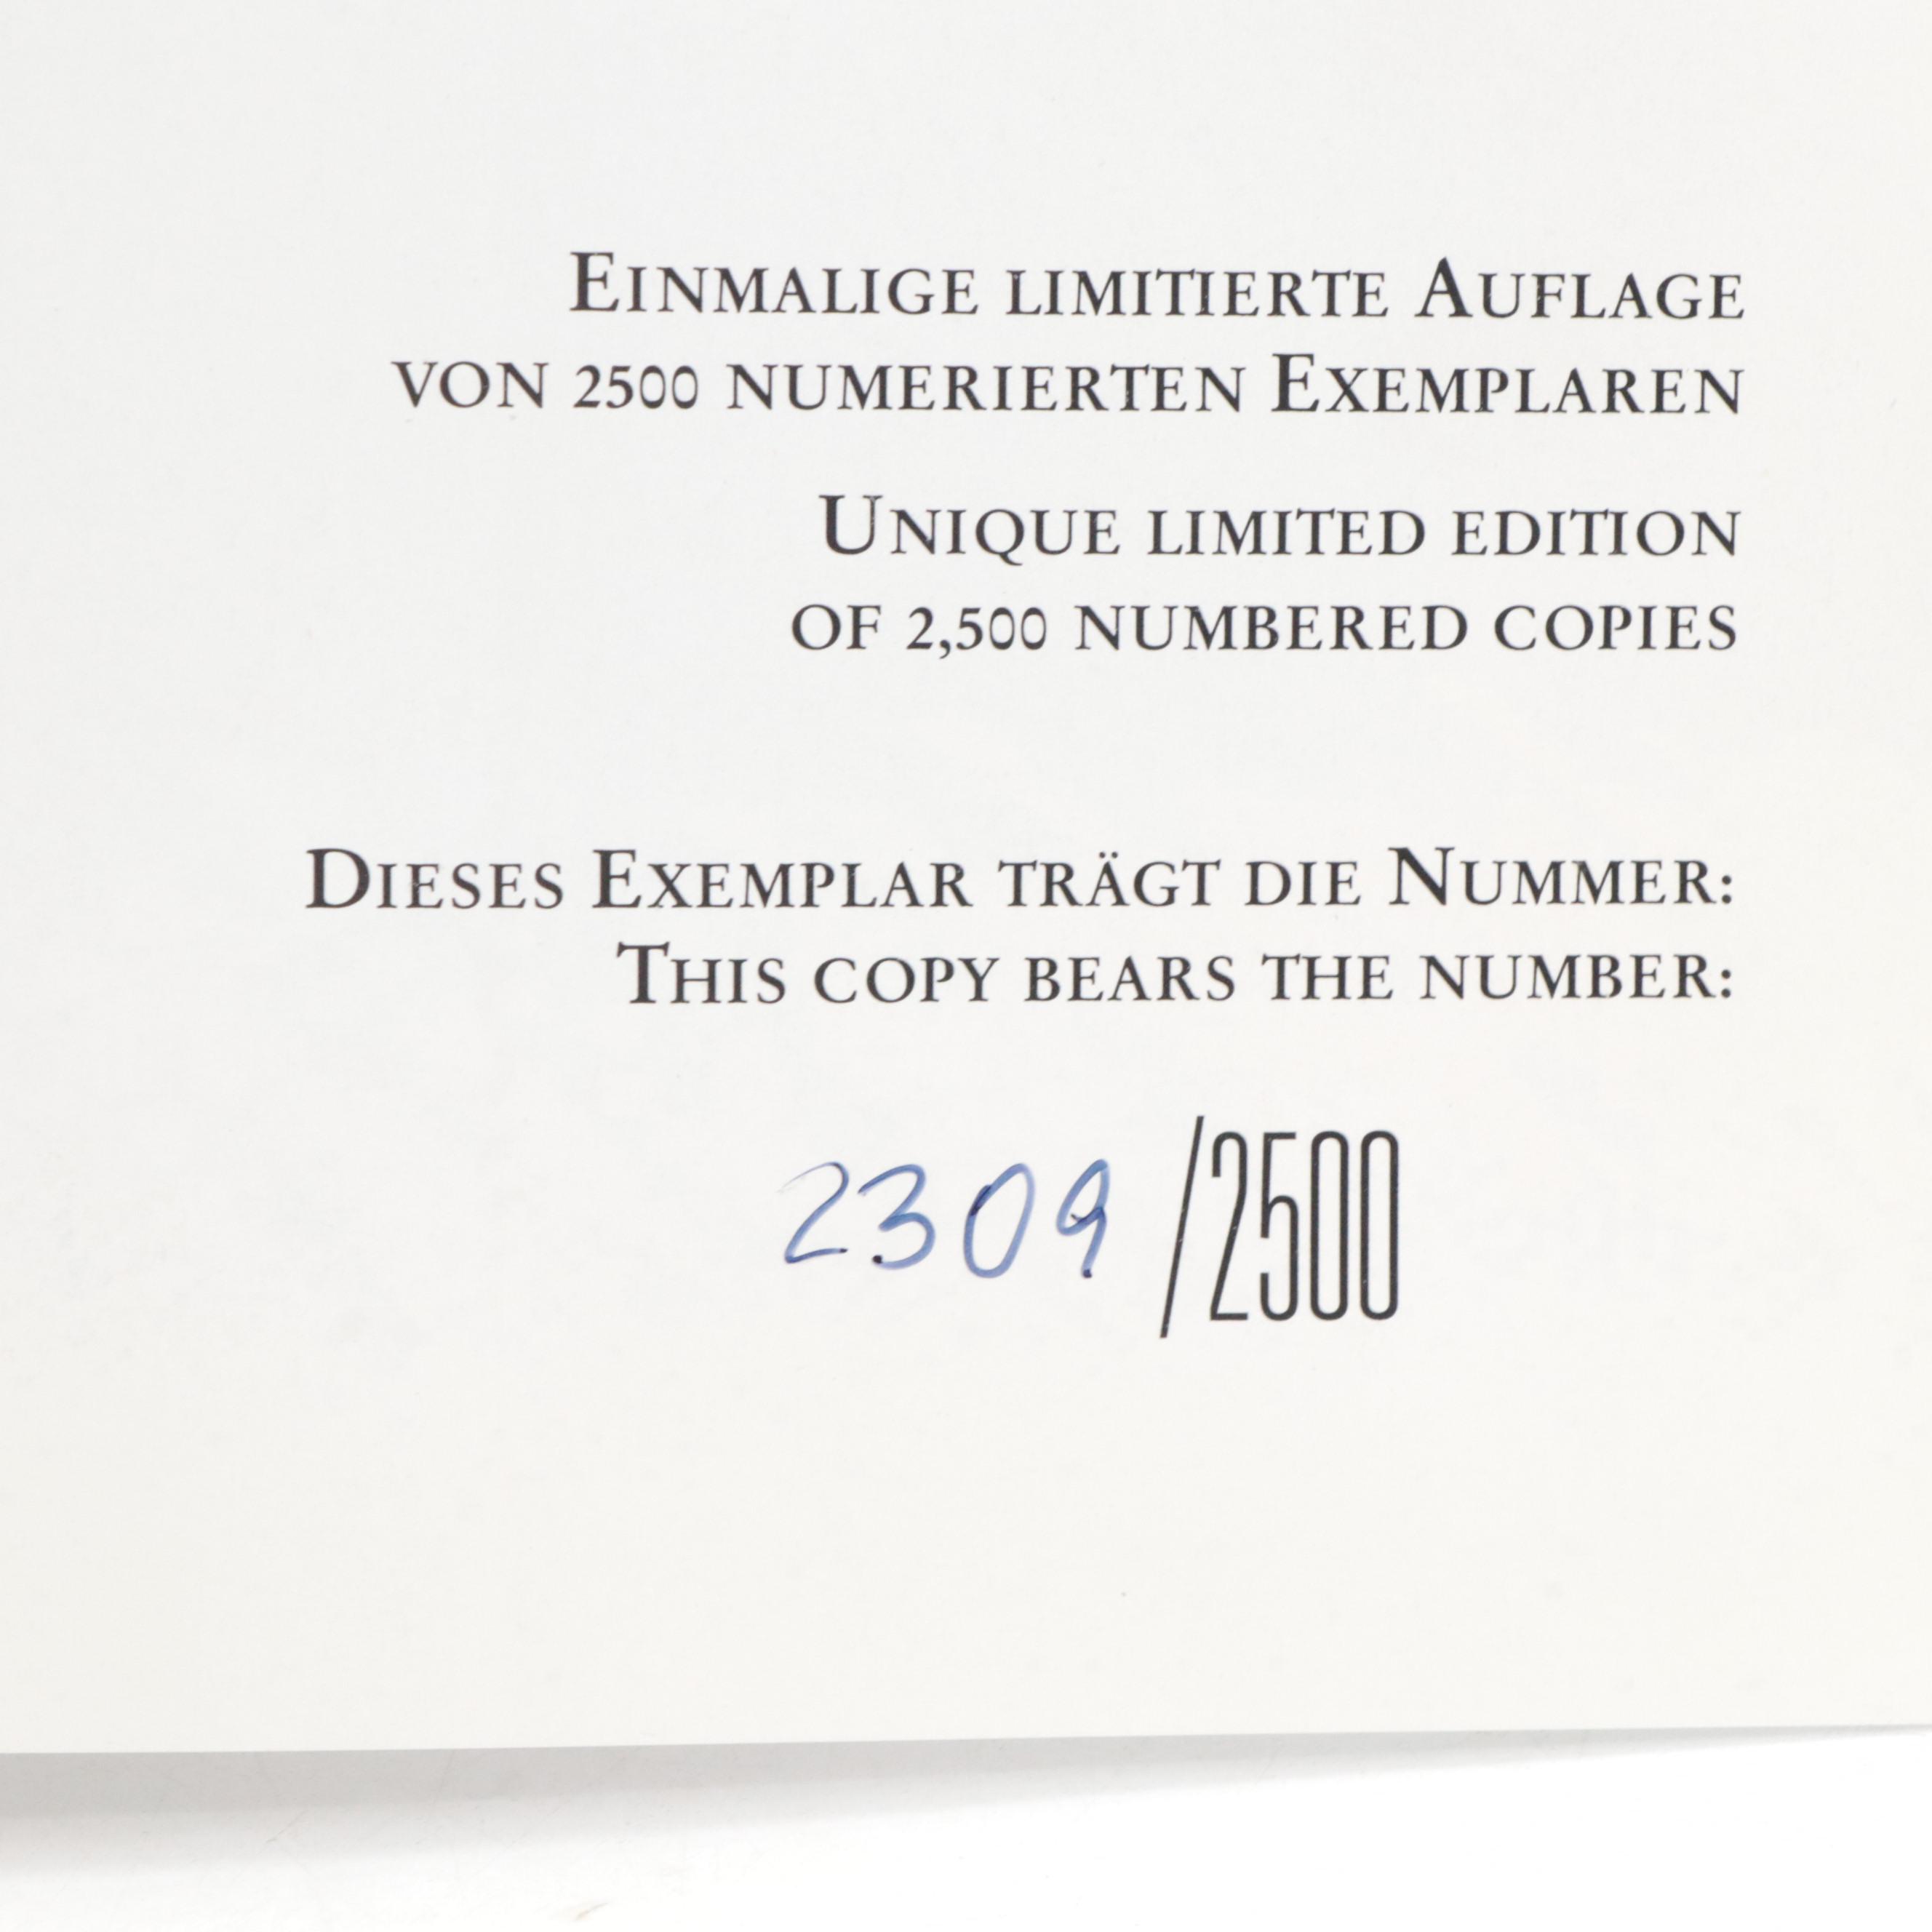 Einmalige limitierte Auflage
von 2500 numerierten Exemplaren
Unique limited edition
of 2,500 numbered copies
Dieses Exemplar trägt die Nummer:
This copy bears the number:
2309 /2500